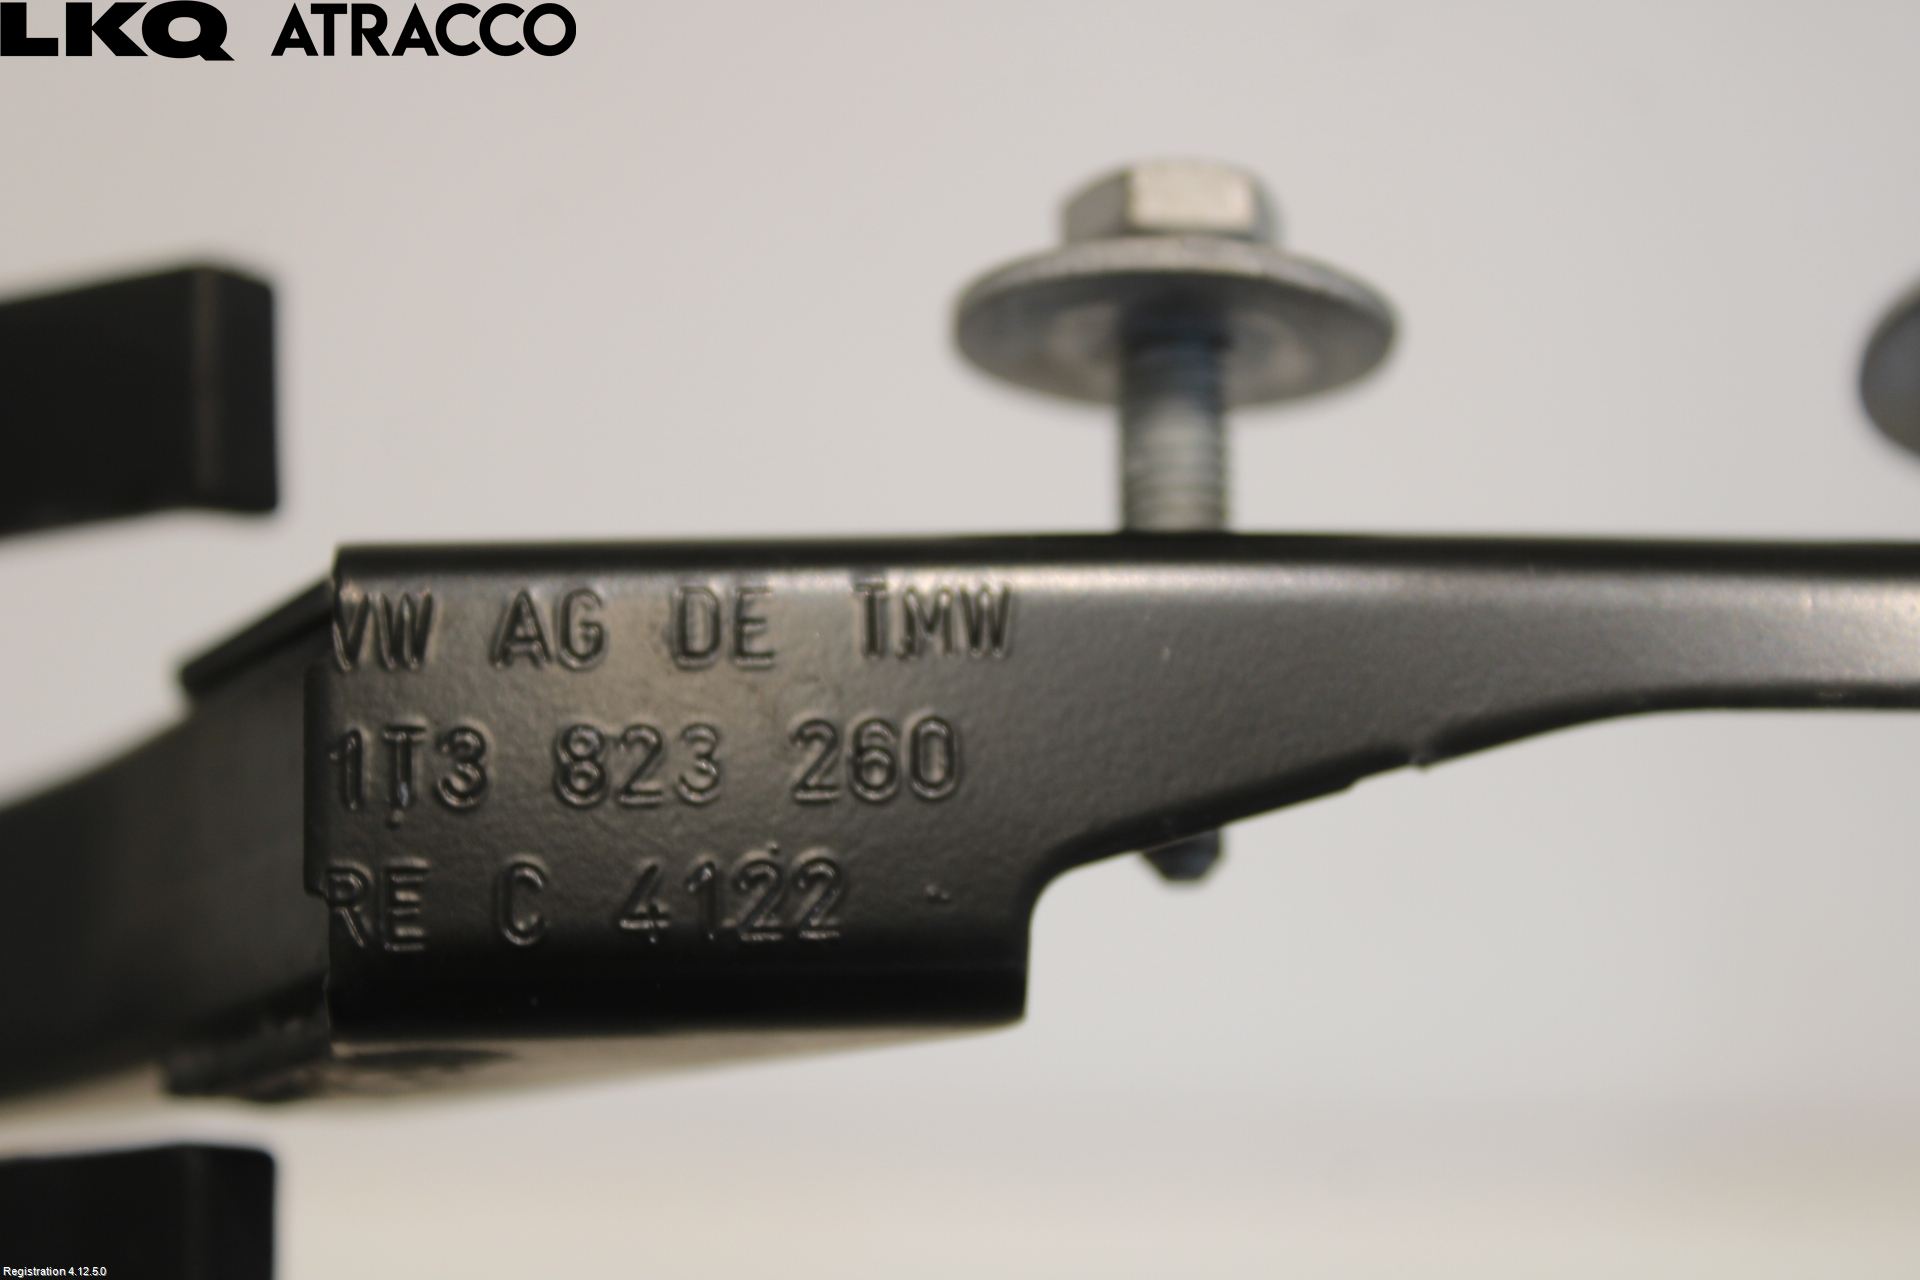 LKQ ATRACCO
VW AG DE TMW
1T3 823 260
RE C 4122
Registration 4.12.5.0